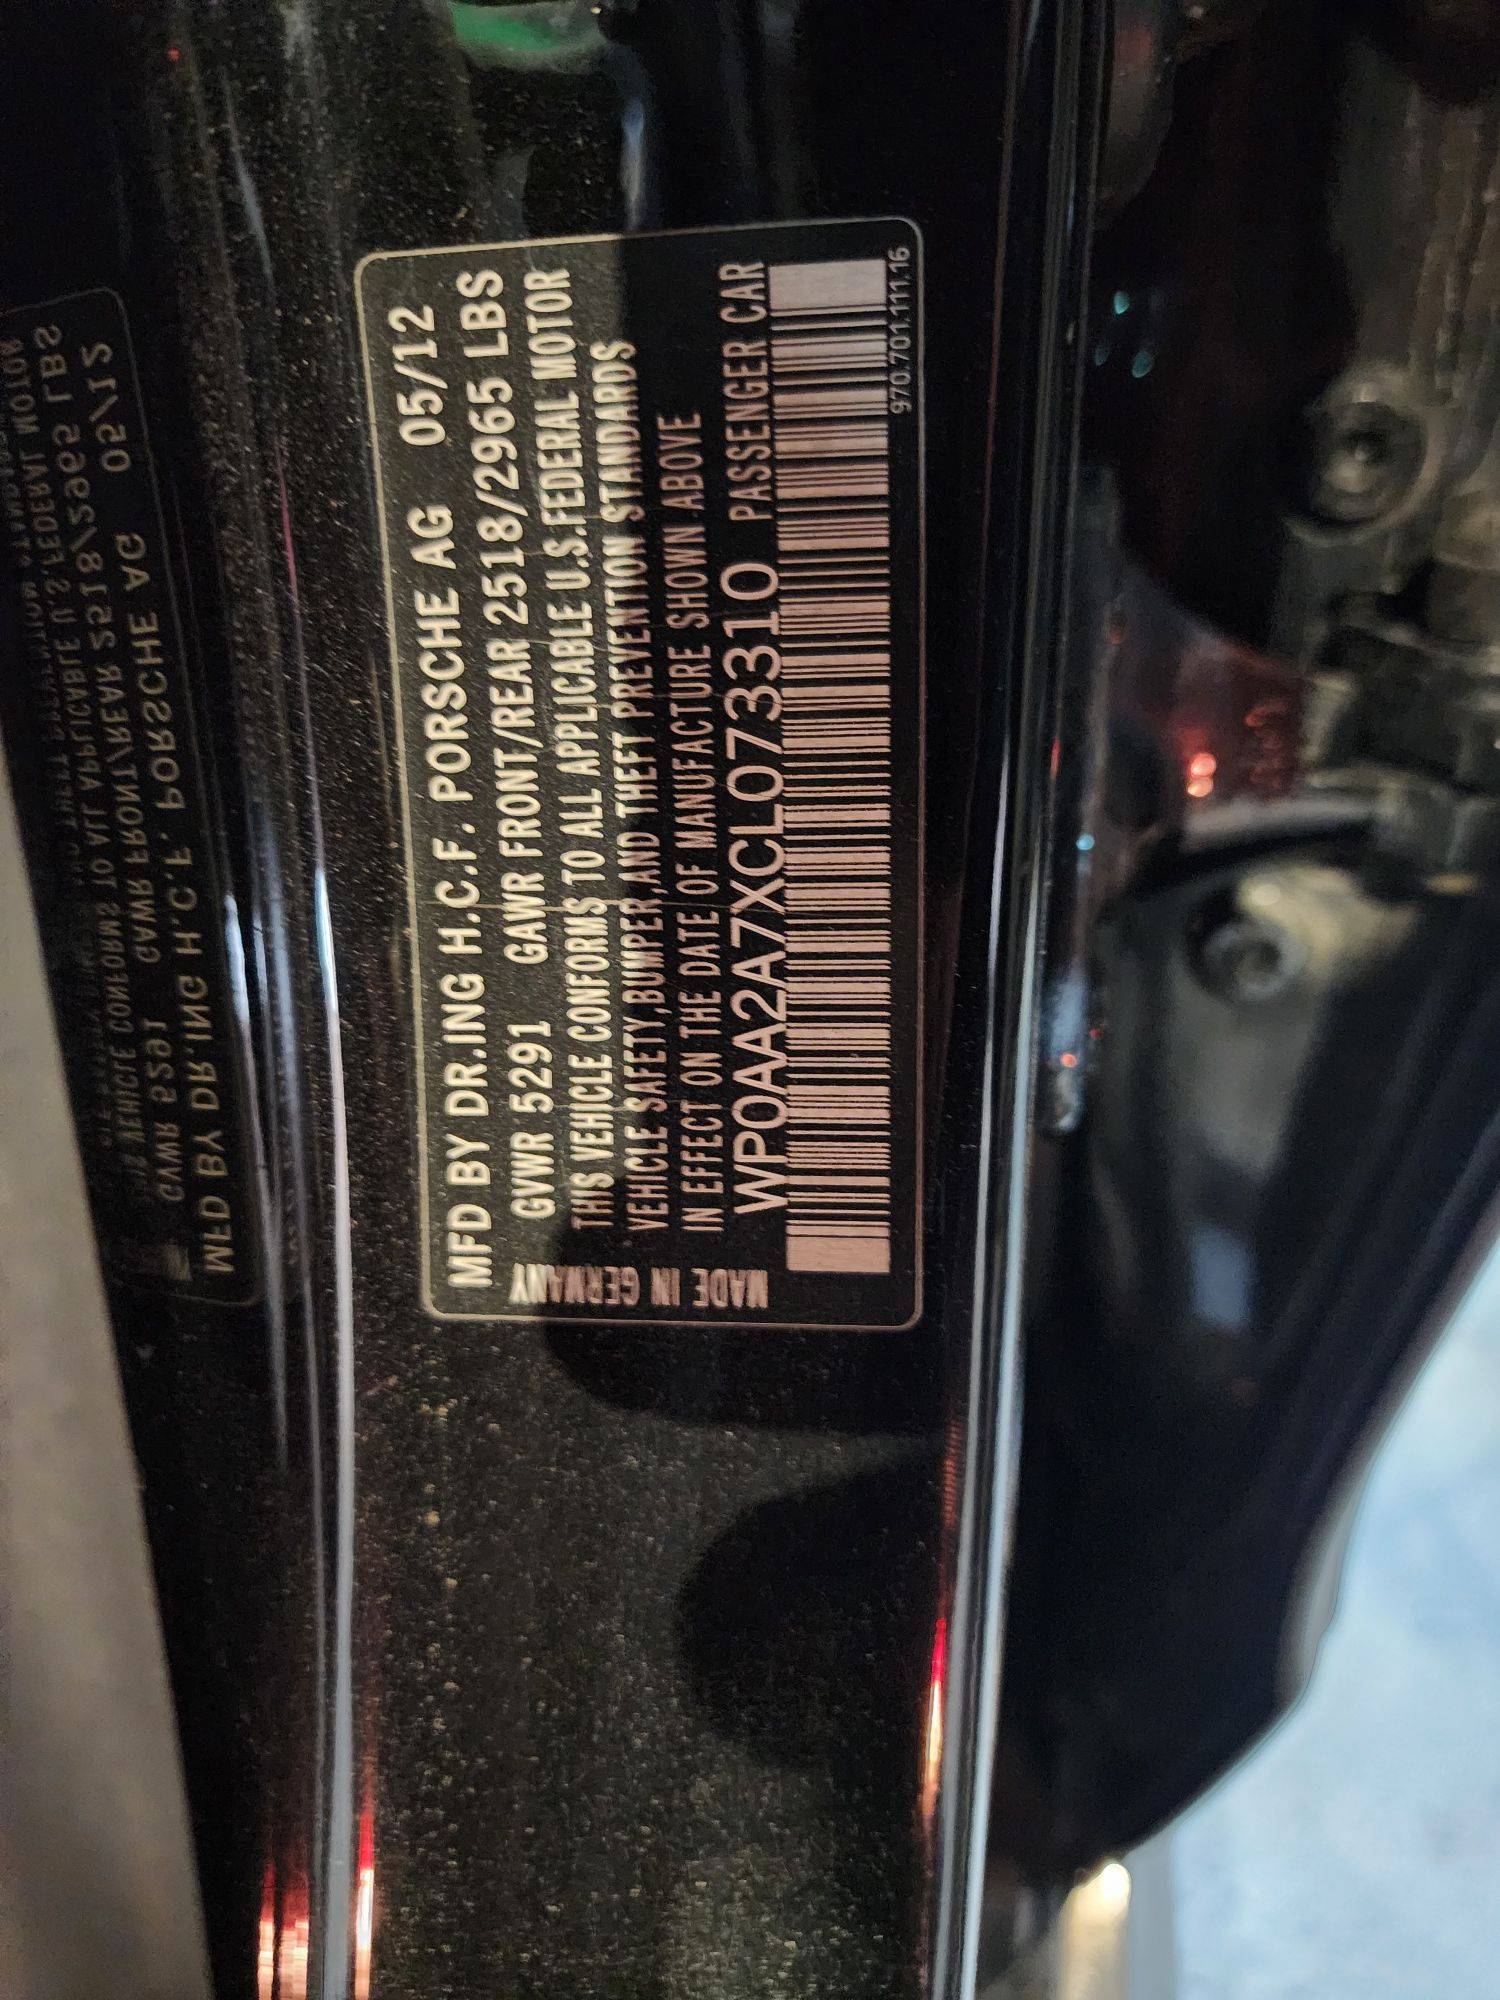 MFD BY DR.ING H.C.F. PORSCHE AG 05/12
GVWR 5291 GAWR FRONT/REAR 2518/2965 LBS
THIS VEHICLE CONFORMS TO ALL APPLICABLE U.S.FEDERAL MOTOR
VEHICLE SAFETY,BUMPER,AND THEFT PREVENTION STANDARDS
IN EFFECT ON THE DATE OF MANUFACTURE SHOWN ABOVE
WP0AA2A7XCL073310 PASSENGER CAR
MADE IN GERMANY
970.701.111.16